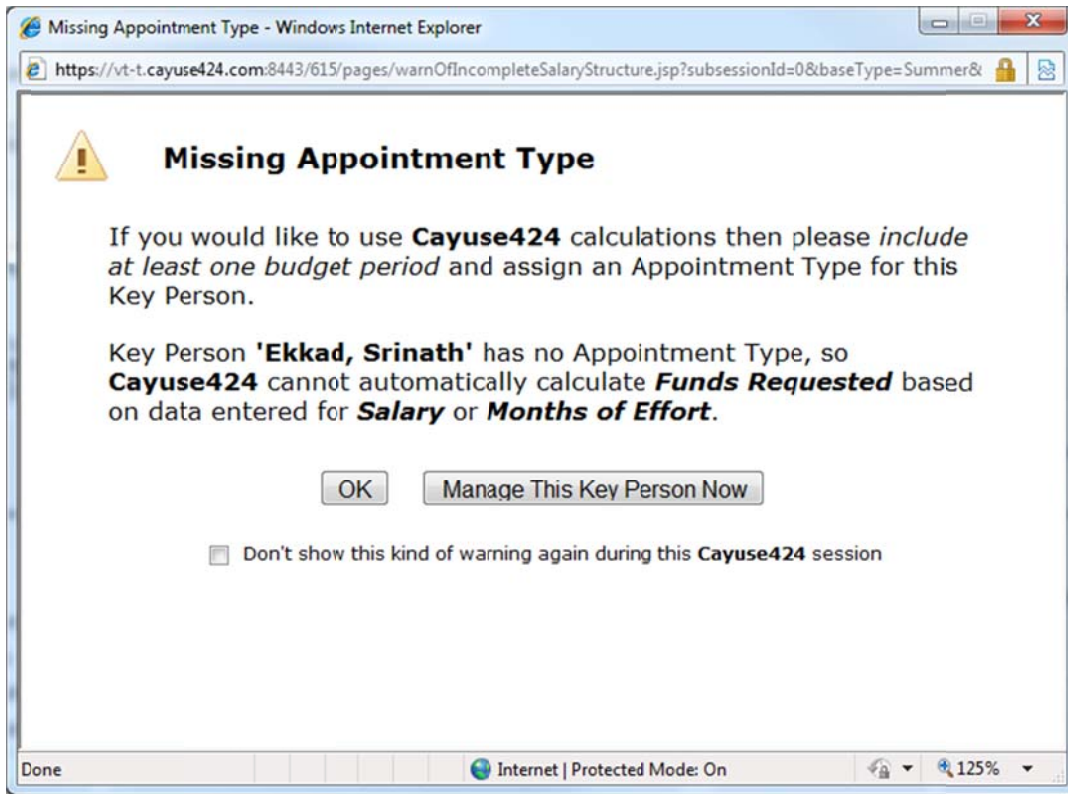 Missing Appointment Type - Windows Internet Explorer
https://vt-t.cayuse424.com:8443/615/pages/warnOfIncompleteSalaryStructure.jsp?subsessionId=0&baseType=Summer&
Missing Appointment Type
If you would like to use Cayuse424 calculations then please include
at least one budget period and assign an Appointment Type for this
Key Person.
Key Person 'Ekkad, Srinath' has no Appointment Type, so
Cayuse424 cannot automatically calculate Funds Requested based
on data entered for Salary or Months of Effort.
OK Manage This Key Person Now
Don't show this kind of warning again during this Cayuse424 session
Done Internet | Protected Mode: On 125%